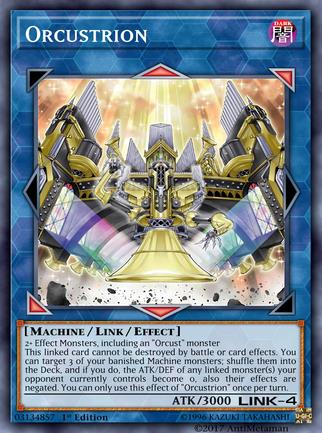 Orcustrion
DARK
闇
[Machine / Link / Effect]
2+ Effect Monsters, including an "Orcust" monster
This linked card cannot be destroyed by battle or card effects. You
can target 3 of your banished Machine monsters; shuffle them into
the Deck, and if you do, the ATK/DEF of any linked monster(s) your
opponent currently controls become 0, also their effects are
negated. You can only use this effect of "Orcustrion" once per turn.
ATK/3000 LINK-4
03134857 1st Edition ©1996 KAZUKI TAKAHASHI
©2017 AntiMetaman